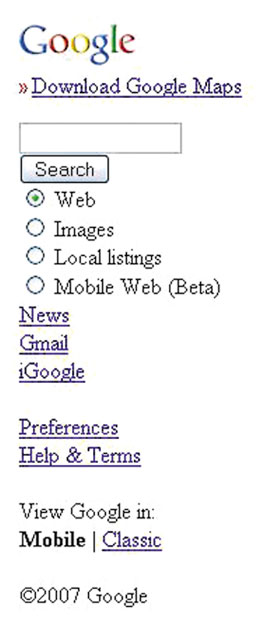 Google
» Download Google Maps
Search
Web
Images
Local listings
Mobile Web (Beta)
News
Gmail
iGoogle
Preferences
Help & Terms
View Google in:
Mobile | Classic
©2007 Google